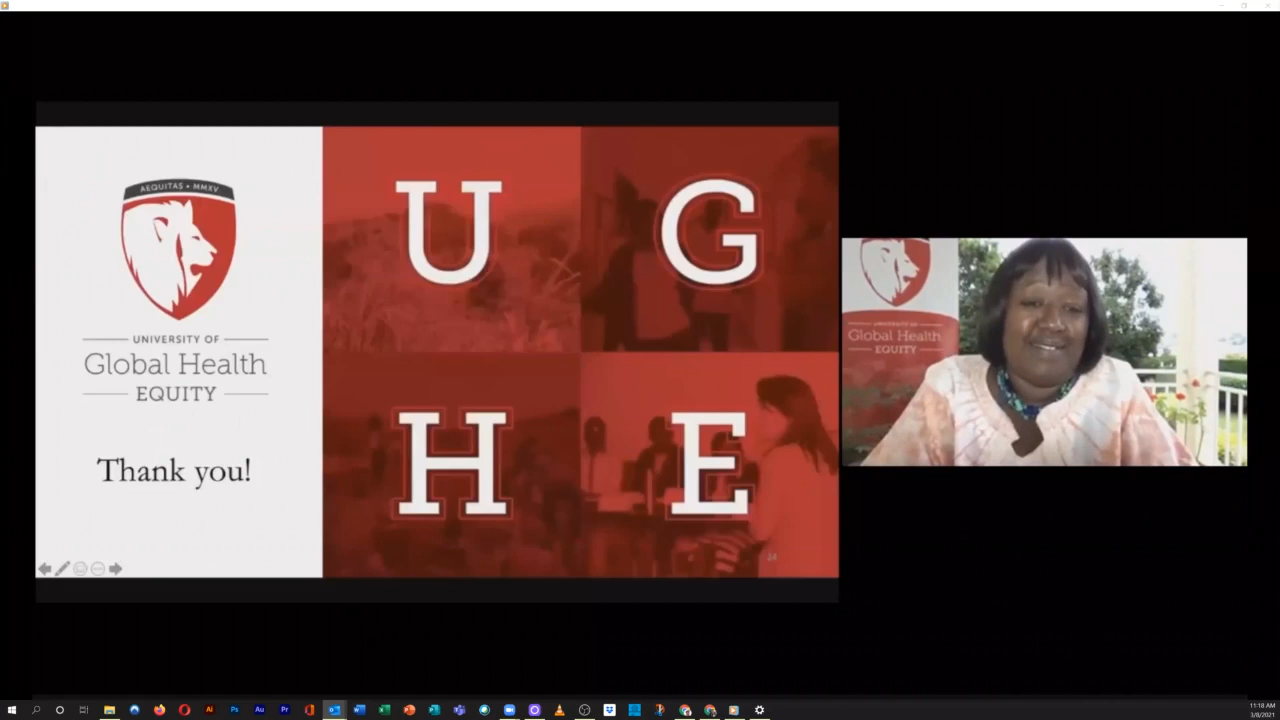 AEQUITAS • MMXV
UNIVERSITY OF
Global Health
EQUITY
Thank you!
U G
H E
24
UNIVERSITY OF
Global Health
EQUITY
11:18 AM
3/8/2021